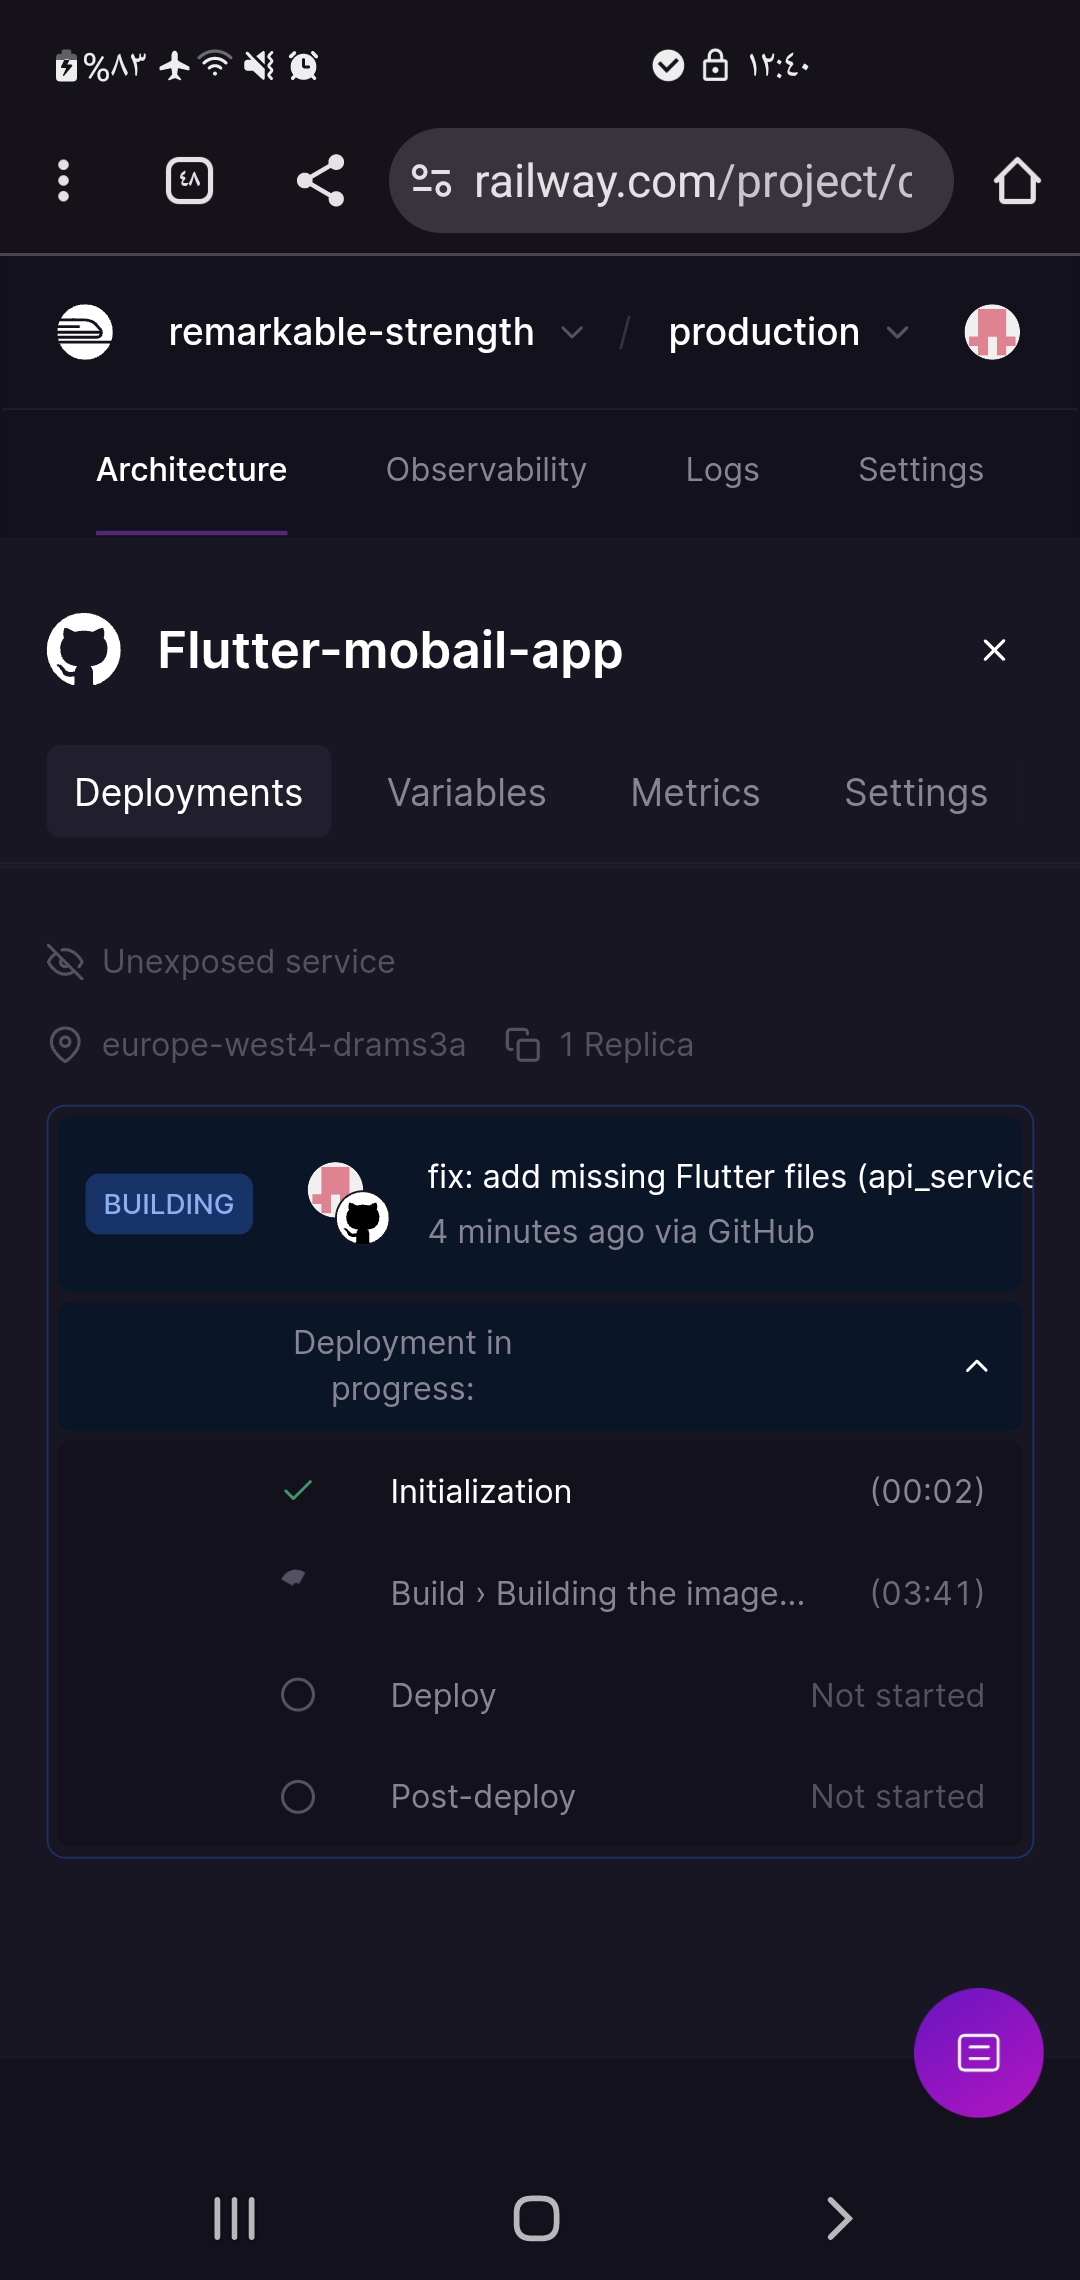 %٨٣
١٢:٤٠
٤٨
railway.com/project/c
remarkable-strength / production
Architecture Observability Logs Settings
Flutter-mobail-app
Deployments Variables Metrics Settings
Unexposed service
europe-west4-drams3a 1 Replica
BUILDING
fix: add missing Flutter files (api_service
4 minutes ago via GitHub
Deployment in
progress:
Initialization (00:02)
Build › Building the image... (03:41)
Deploy Not started
Post-deploy Not started